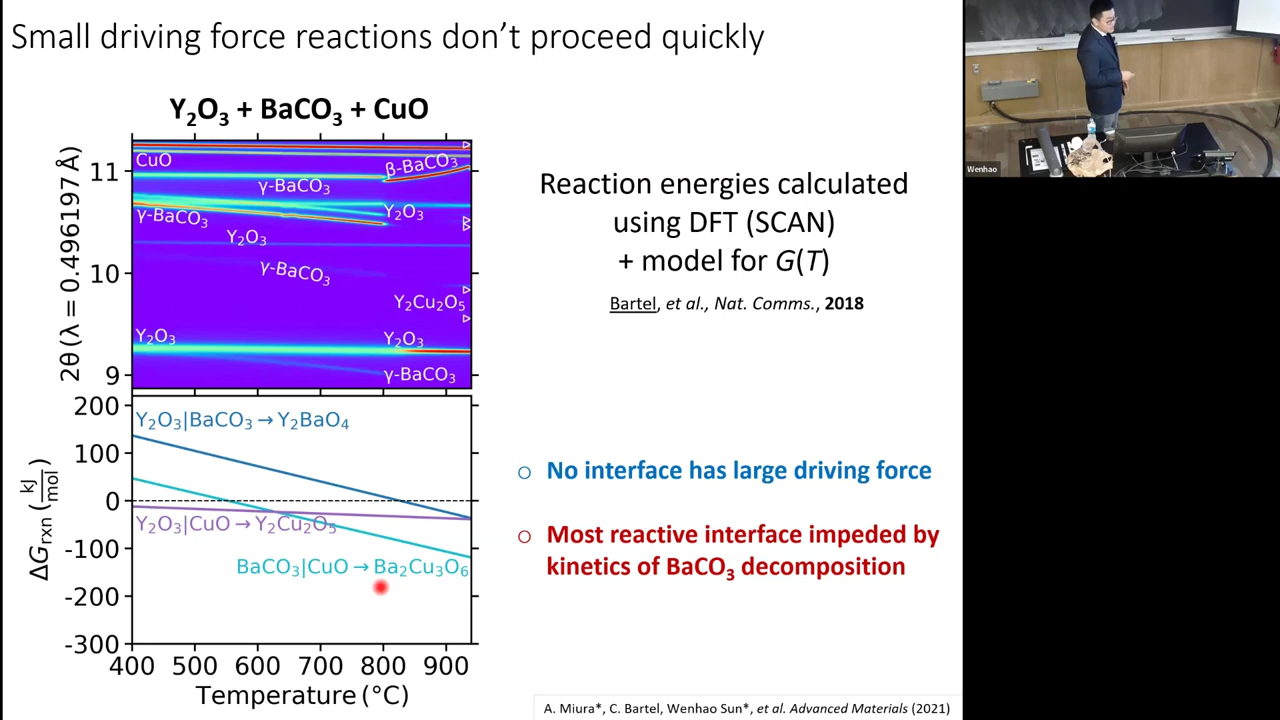 Small driving force reactions don't proceed quickly
Y₂O₃ + BaCO₃ + CuO
2θ (λ = 0.496197 Å)
11
10
9
CuO
β-BaCO₃
γ-BaCO₃
γ-BaCO₃
Y₂O₃
Y₂O₃
γ-BaCO₃
Y₂Cu₂O₅
Y₂O₃
Y₂O₃
γ-BaCO₃
ΔG_rxn (kJ/mol)
200
100
0
-100
-200
-300
Y₂O₃|BaCO₃→Y₂BaO₄
Y₂O₃|CuO→Y₂Cu₂O₅
BaCO₃|CuO→Ba₂Cu₃O₆
400 500 600 700 800 900
Temperature (°C)
Reaction energies calculated
using DFT (SCAN)
+ model for G(T)
Bartel, et al., Nat. Comms., 2018
○ No interface has large driving force
○ Most reactive interface impeded by
kinetics of BaCO₃ decomposition
A. Miura*, C. Bartel, Wenhao Sun*, et al. Advanced Materials (2021)
Wenhao